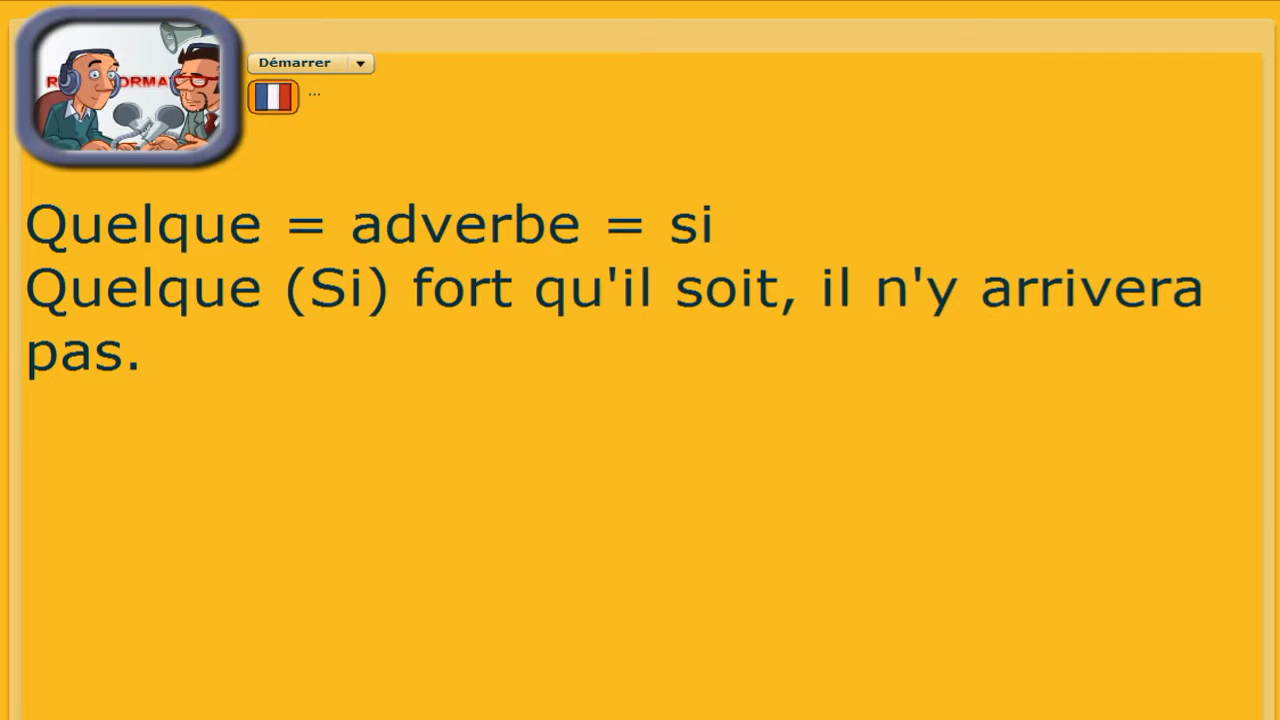 Démarrer
...
Quelque = adverbe = si
Quelque (Si) fort qu'il soit, il n'y arrivera
pas.